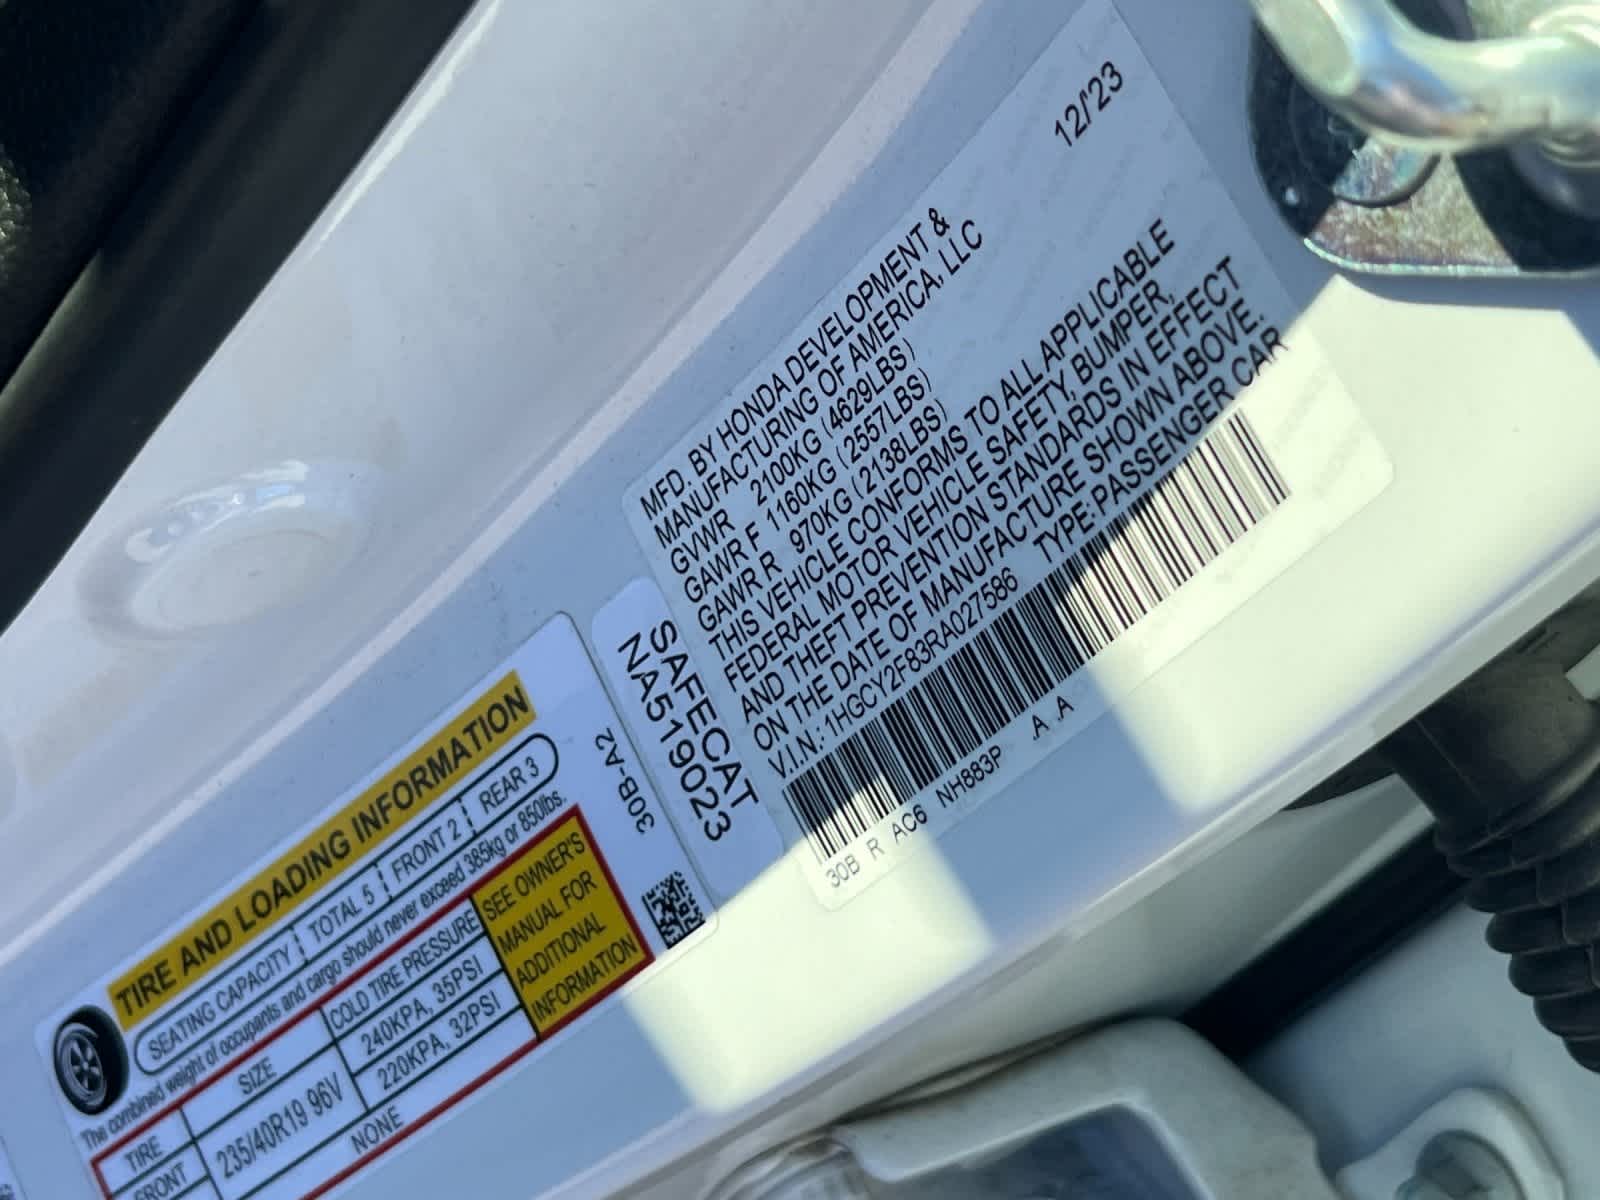 12/'23
MFD. BY HONDA DEVELOPMENT &
MANUFACTURING OF AMERICA, LLC
GVWR 2100KG (4629LBS)
GAWR F 1160KG (2557LBS)
GAWR R 970KG (2138LBS)
THIS VEHICLE CONFORMS TO ALL APPLICABLE
FEDERAL MOTOR VEHICLE SAFETY, BUMPER,
AND THEFT PREVENTION STANDARDS IN EFFECT
ON THE DATE OF MANUFACTURE SHOWN ABOVE.
V.I.N.: 1HGCY2F83RA027586 TYPE: PASSENGER CAR
30B R AC6 NH883P .A .A
SAFECAT
NA519023
TIRE AND LOADING INFORMATION
SEATING CAPACITY TOTAL 5 FRONT 2 REAR 3
The combined weight of occupants and cargo should never exceed 385kg or 850lbs.
TIRE SIZE COLD TIRE PRESSURE
FRONT 235/40R19 96V 240KPA, 35PSI
220KPA, 32PSI
NONE
SEE OWNER'S
MANUAL FOR
ADDITIONAL
INFORMATION
30B-A2